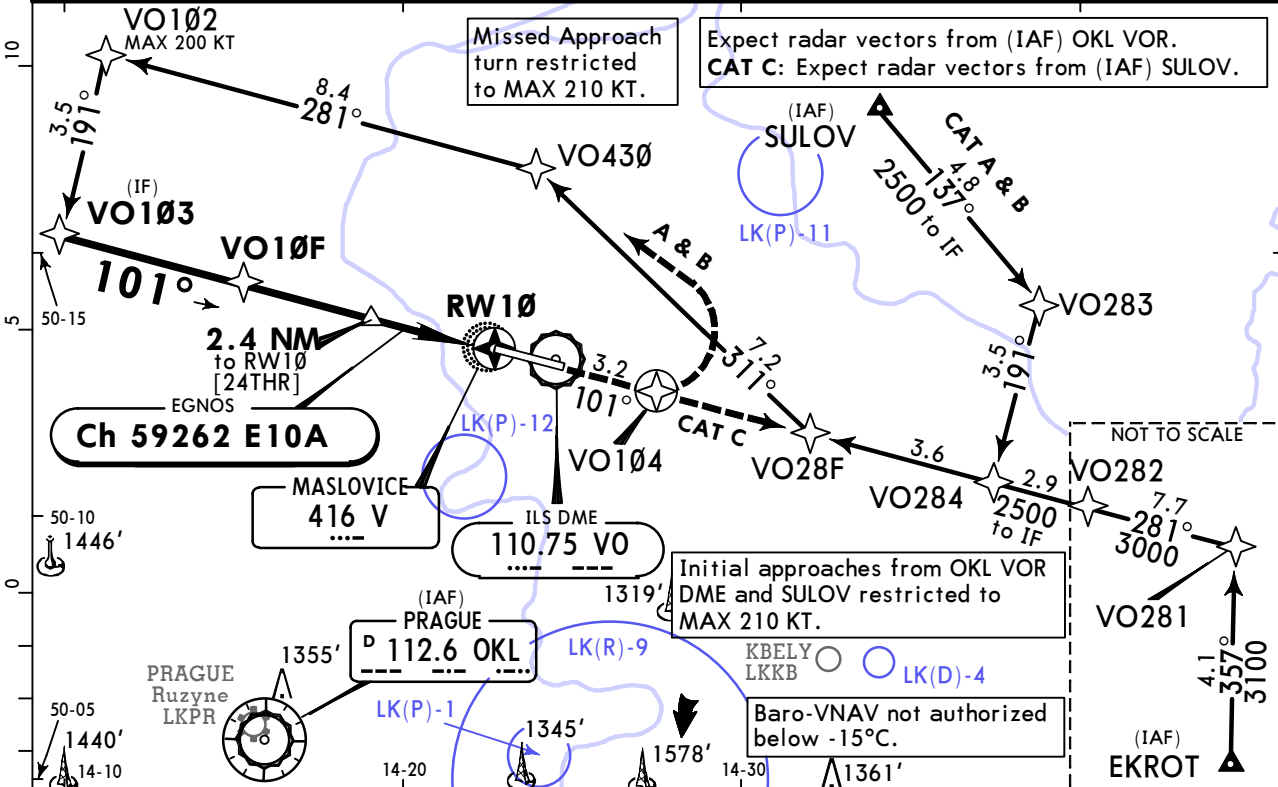 10
VO1Ø2
MAX 200 KT
Missed Approach
turn restricted
to MAX 210 KT.
Expect radar vectors from (IAF) OKL VOR.
CAT C: Expect radar vectors from (IAF) SULOV.
8.4
281°
3.5
191°
(IAF)
SULOV
CAT A & B
4.8
137°
2500 to IF
VO43Ø
(IF)
VO1Ø3
LK(P)-11
A & B
VO1ØF
101°
RW1Ø
VO283
5
50-15
2.4 NM
to RW1Ø
[24THR]
3.2
101°
7.2
311°
3.5
191°
EGNOS
Ch 59262 E10A
LK(P)-12
CAT C
VO1Ø4
VO28F
3.6
VO284
2.9
2500
to IF
NOT TO SCALE
VO282
7.7
281°
3000
MASLOVICE
416 V
ILS DME
110.75 VO
50-10
1446'
Initial approaches from OKL VOR
DME and SULOV restricted to
MAX 210 KT.
VO281
0
1319'
(IAF)
PRAGUE
D 112.6 OKL
LK(R)-9
KBELY
LKKB
LK(D)-4
4.1
357°
3100
PRAGUE
Ruzyne
LKPR
1355'
LK(P)-1
50-05
1440'
14-10
14-20
1345'
1578'
14-30
Baro-VNAV not authorized
below -15°C.
1361'
(IAF)
EKROT